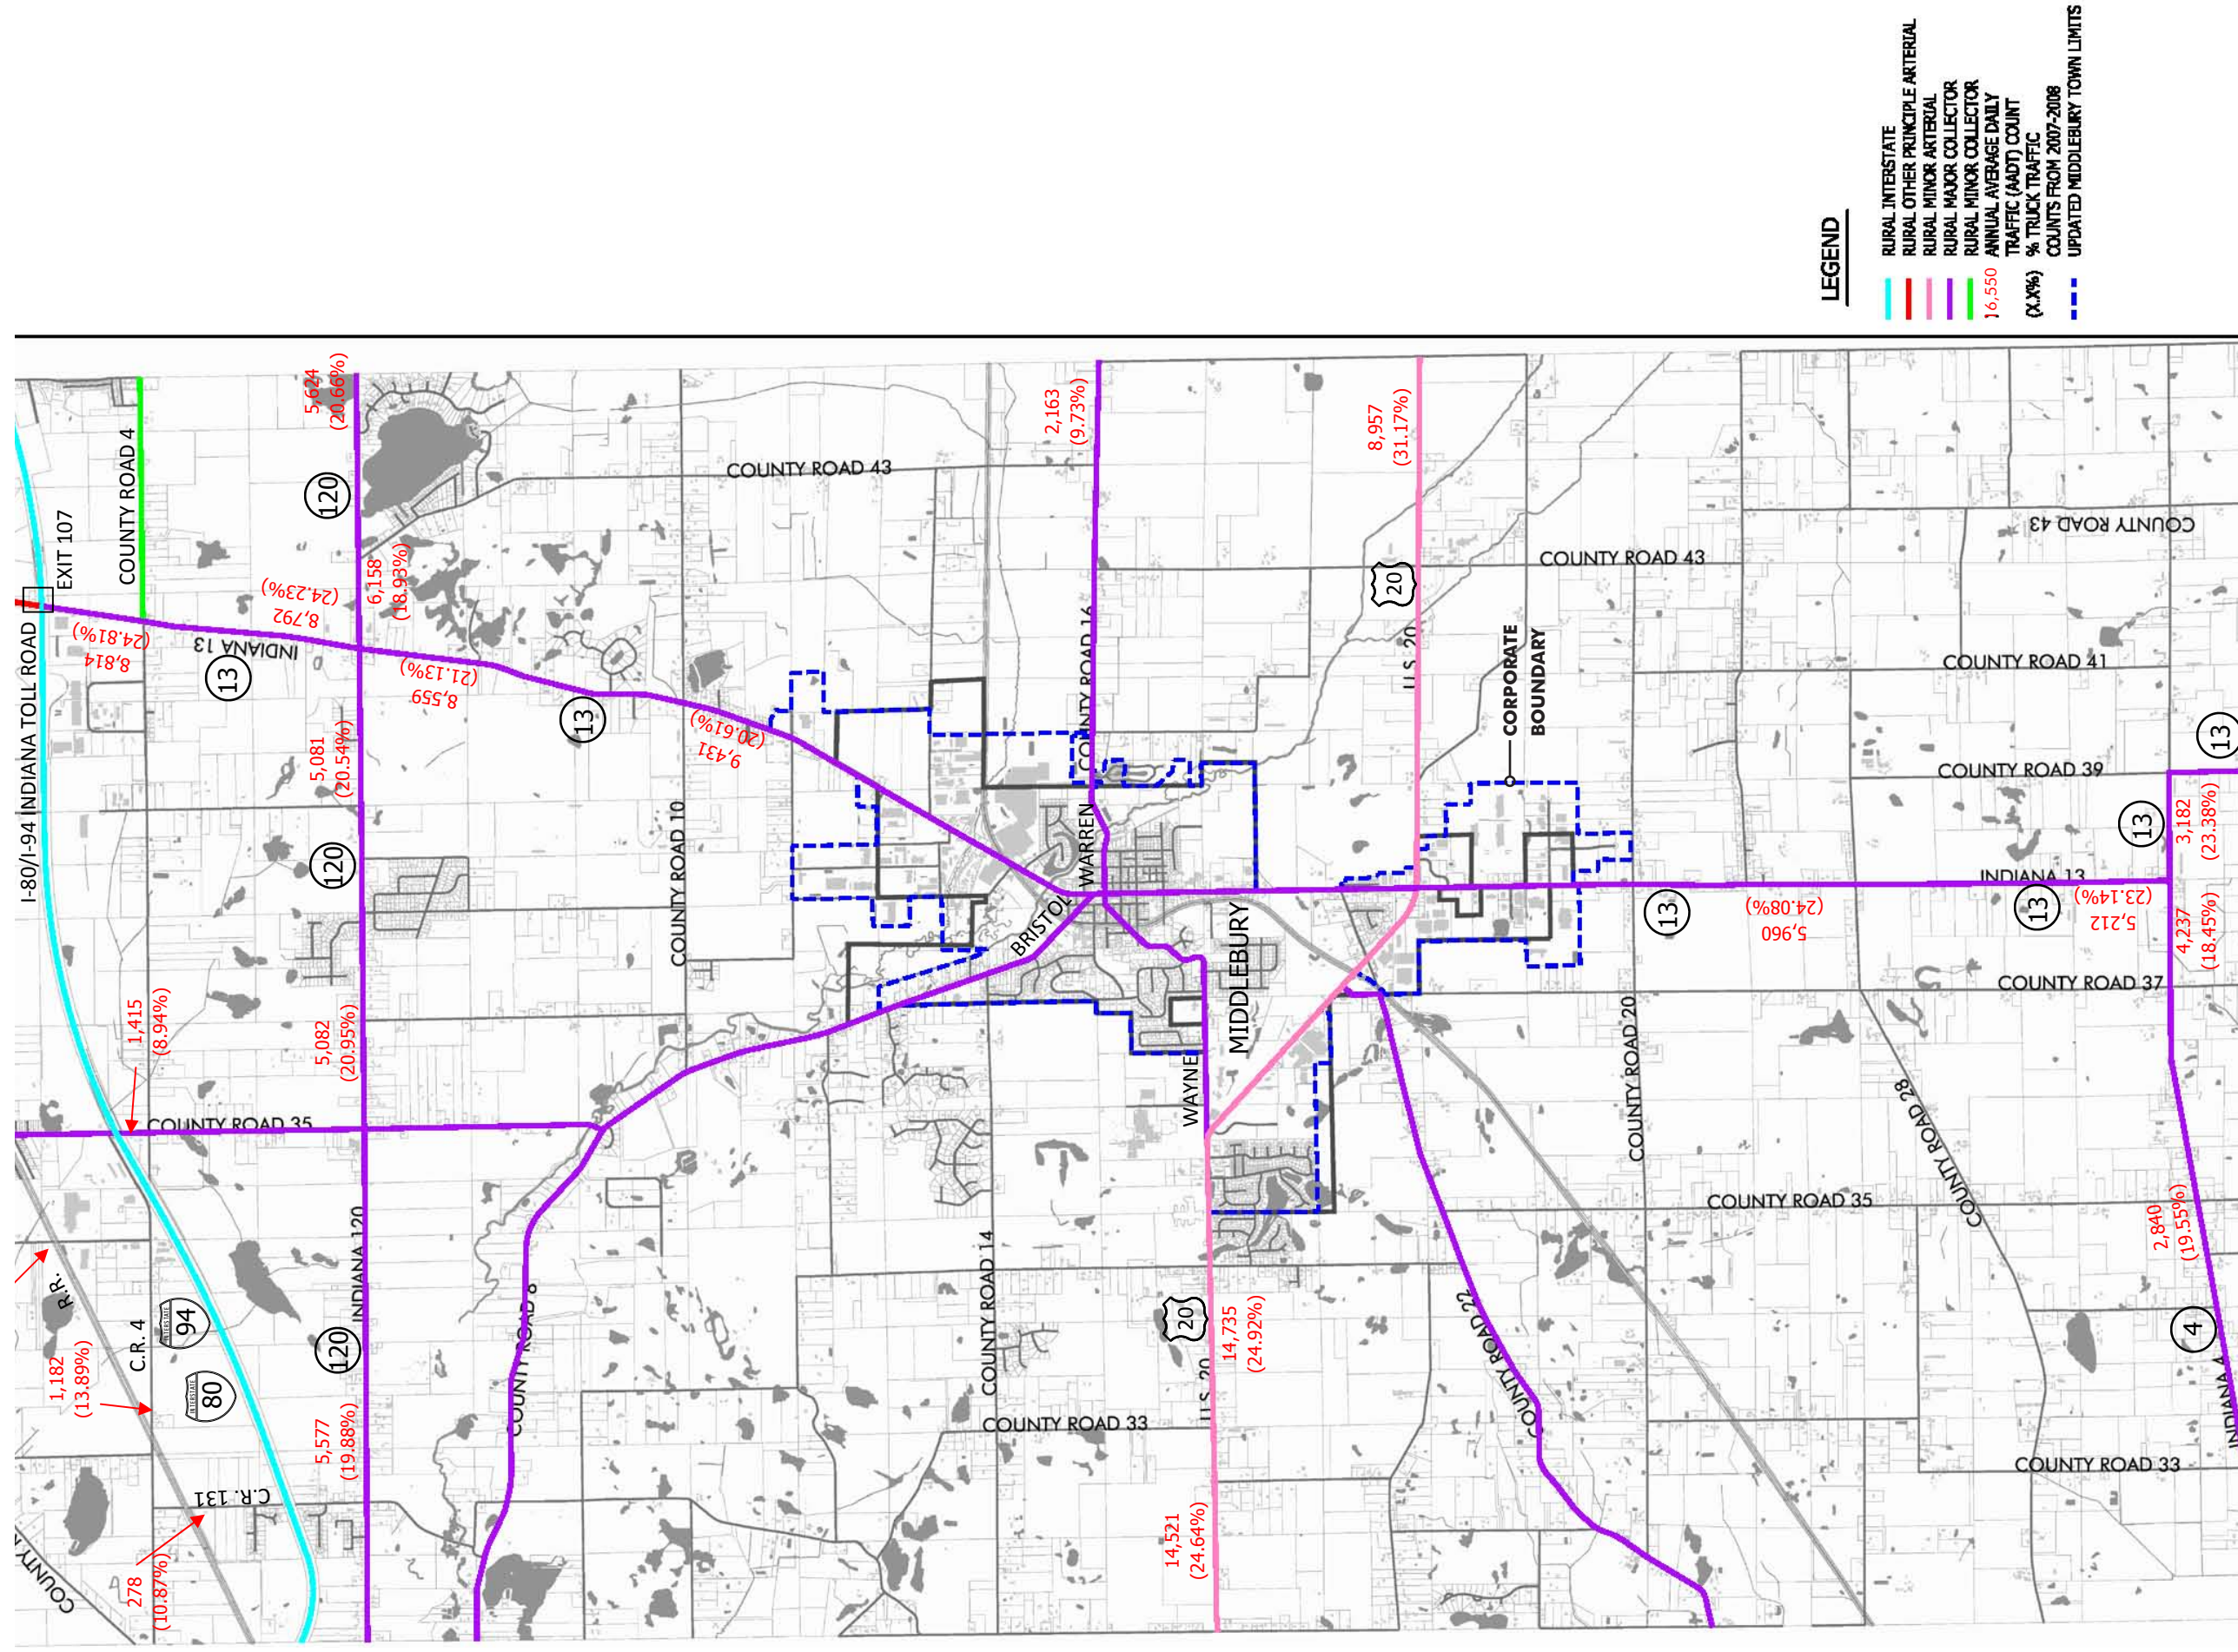 LEGEND
RURAL INTERSTATE
RURAL OTHER PRINCIPLE ARTERIAL
RURAL MINOR ARTERIAL
RURAL MAJOR COLLECTOR
RURAL MINOR COLLECTOR
16,550 ANNUAL AVERAGE DAILY
TRAFFIC (AADT) COUNT
(X.X%) % TRUCK TRAFFIC
COUNTS FROM 2007-2008
UPDATED MIDDLEBURY TOWN LIMITS
I-80/I-94 INDIANA TOLL ROAD
EXIT 107
COUNTY ROAD 4
8,814
(24.81%)
INDIANA 13
13
8,792
(24.23%)
5,624
(20.66%)
120
6,158
(18.93%)
8,559
(21.13%)
5,081
(20.54%)
120
13
9,431
(20.61%)
COUNTY ROAD 43
COUNTY ROAD 10
1,415
(8.94%)
5,082
(20.95%)
COUNTY ROAD 35
R.R.
1,182
(13.89%)
C.R. 4
INTERSTATE
94
INTERSTATE
80
INDIANA 120
120
5,577
(19.88%)
C.R. 131
278
(10.87%)
COUNTY
COUNTY ROAD 8
COUNTY ROAD 14
COUNTY ROAD 33
2,163
(9.73%)
COUNTY ROAD 16
WARREN
BRISTOL
MIDDLEBURY
WAYNE
8,957
(31.17%)
20
U.S. 20
CORPORATE
BOUNDARY
COUNTY ROAD 43
20
14,735
(24.92%)
U.S. 20
14,521
(24.64%)
COUNTY ROAD 22
COUNTY ROAD 20
COUNTY ROAD 35
13
5,960
(24.08%)
COUNTY ROAD 43
COUNTY ROAD 41
COUNTY ROAD 39
13
13
3,182
(23.38%)
INDIANA 13
13
5,212
(23.14%)
4,237
(18.45%)
COUNTY ROAD 37
COUNTY ROAD 28
2,840
(19.55%)
4
INDIANA 4
COUNTY ROAD 33